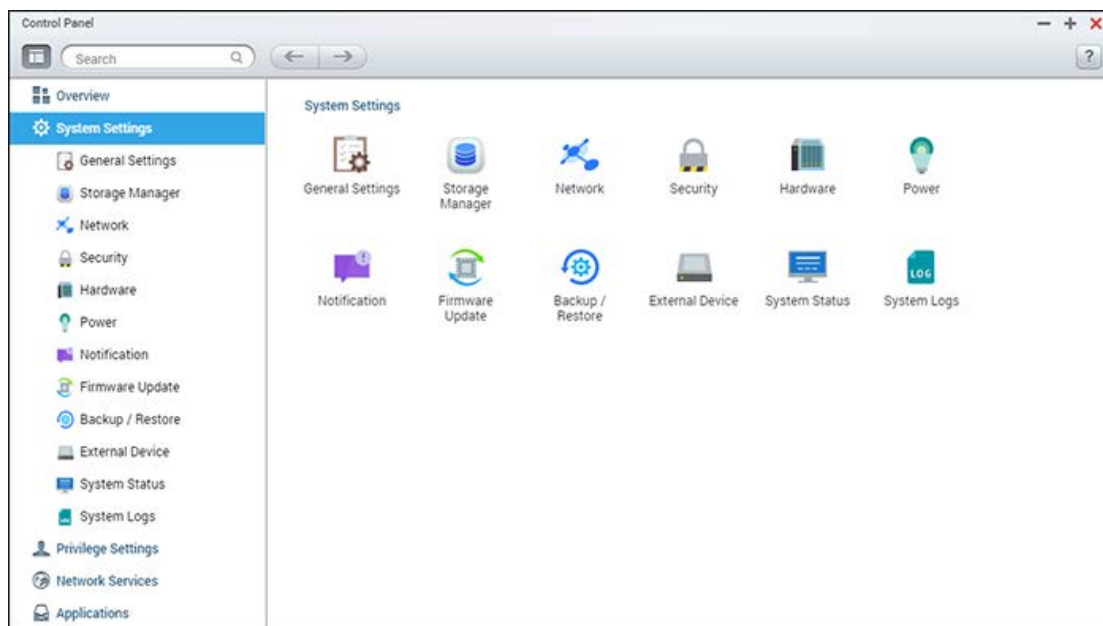 Control Panel
Search
?
Overview
System Settings
General Settings
Storage Manager
Network
Security
Hardware
Power
Notification
Firmware Update
Backup / Restore
External Device
System Status
System Logs
Privilege Settings
Network Services
Applications
System Settings
General Settings
Storage
Manager
Network
Security
Hardware
Power
Notification
Firmware
Update
Backup /
Restore
External Device
System Status
LOG
System Logs